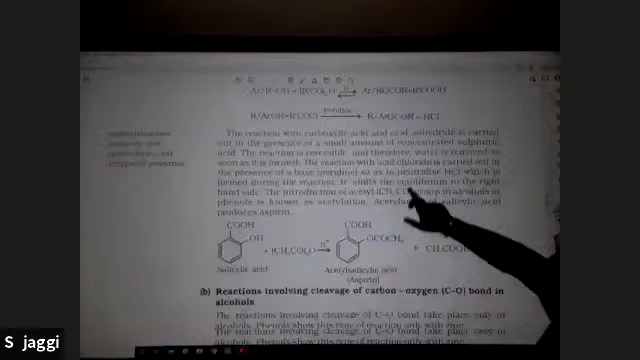 Ar/R–OH + (R'CO)₂O ⇌ Ar/ROCOR'+R'COOH
R/ArOH+R'COCl ⟶ R/ArOCOR' + HCl
Pyridine
The reaction with carboxylic acid and acid anhydride is carried
out in the presence of a small amount of concentrated sulphuric
acid. The reaction is reversible, and therefore, water is removed as
soon as it is formed. The reaction with acid chloride is carried out in
the presence of a base (pyridine) so as to neutralise HCl which is
formed during the reaction. It shifts the equilibrium to the right
hand side. The introduction of acetyl (CH₃CO) group in alcohols or
phenols is known as acetylation. Acetylation of salicylic acid
produces aspirin.
COOH
OH
+ (CH₃CO)₂O
H⁺
COOH
OCOCH₃
+ CH₃COOH
Salicylic acid
Acetylsalicylic acid
(Aspirin)
(b) Reactions involving cleavage of carbon – oxygen (C–O) bond in
alcohols
The reactions involving cleavage of C–O bond take place only in
alcohols. Phenols show this type of reaction only with zinc.
S jaggi